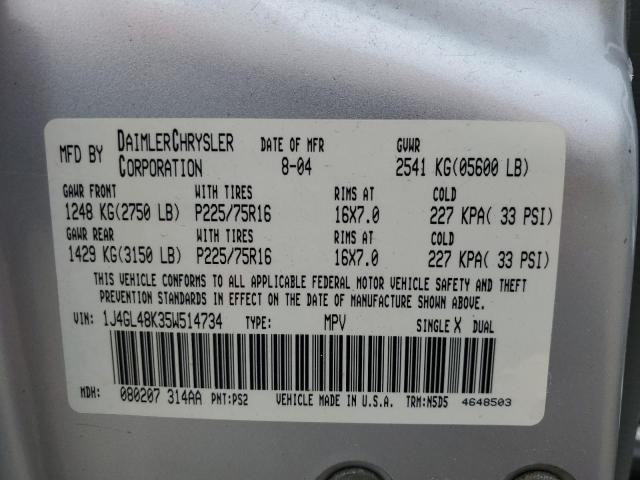 MFD BY DAIMLERCHRYSLER CORPORATION DATE OF MFR 8-04 GVWR 2541 KG(05600 LB)
GAWR FRONT WITH TIRES RIMS AT COLD
1248 KG(2750 LB) P225/75R16 16X7.0 227 KPA( 33 PSI)
GAWR REAR WITH TIRES RIMS AT COLD
1429 KG(3150 LB) P225/75R16 16X7.0 227 KPA( 33 PSI)
THIS VEHICLE CONFORMS TO ALL APPLICABLE FEDERAL MOTOR VEHICLE SAFETY AND THEFT
PREVENTION STANDARDS IN EFFECT ON THE DATE OF MANUFACTURE SHOWN ABOVE.
VIN: 1J4GL48K35W514734 TYPE: MPV SINGLE X DUAL
MDH: 080207 314AA PNT:PS2 VEHICLE MADE IN U.S.A. TRM:N5D5 4648503